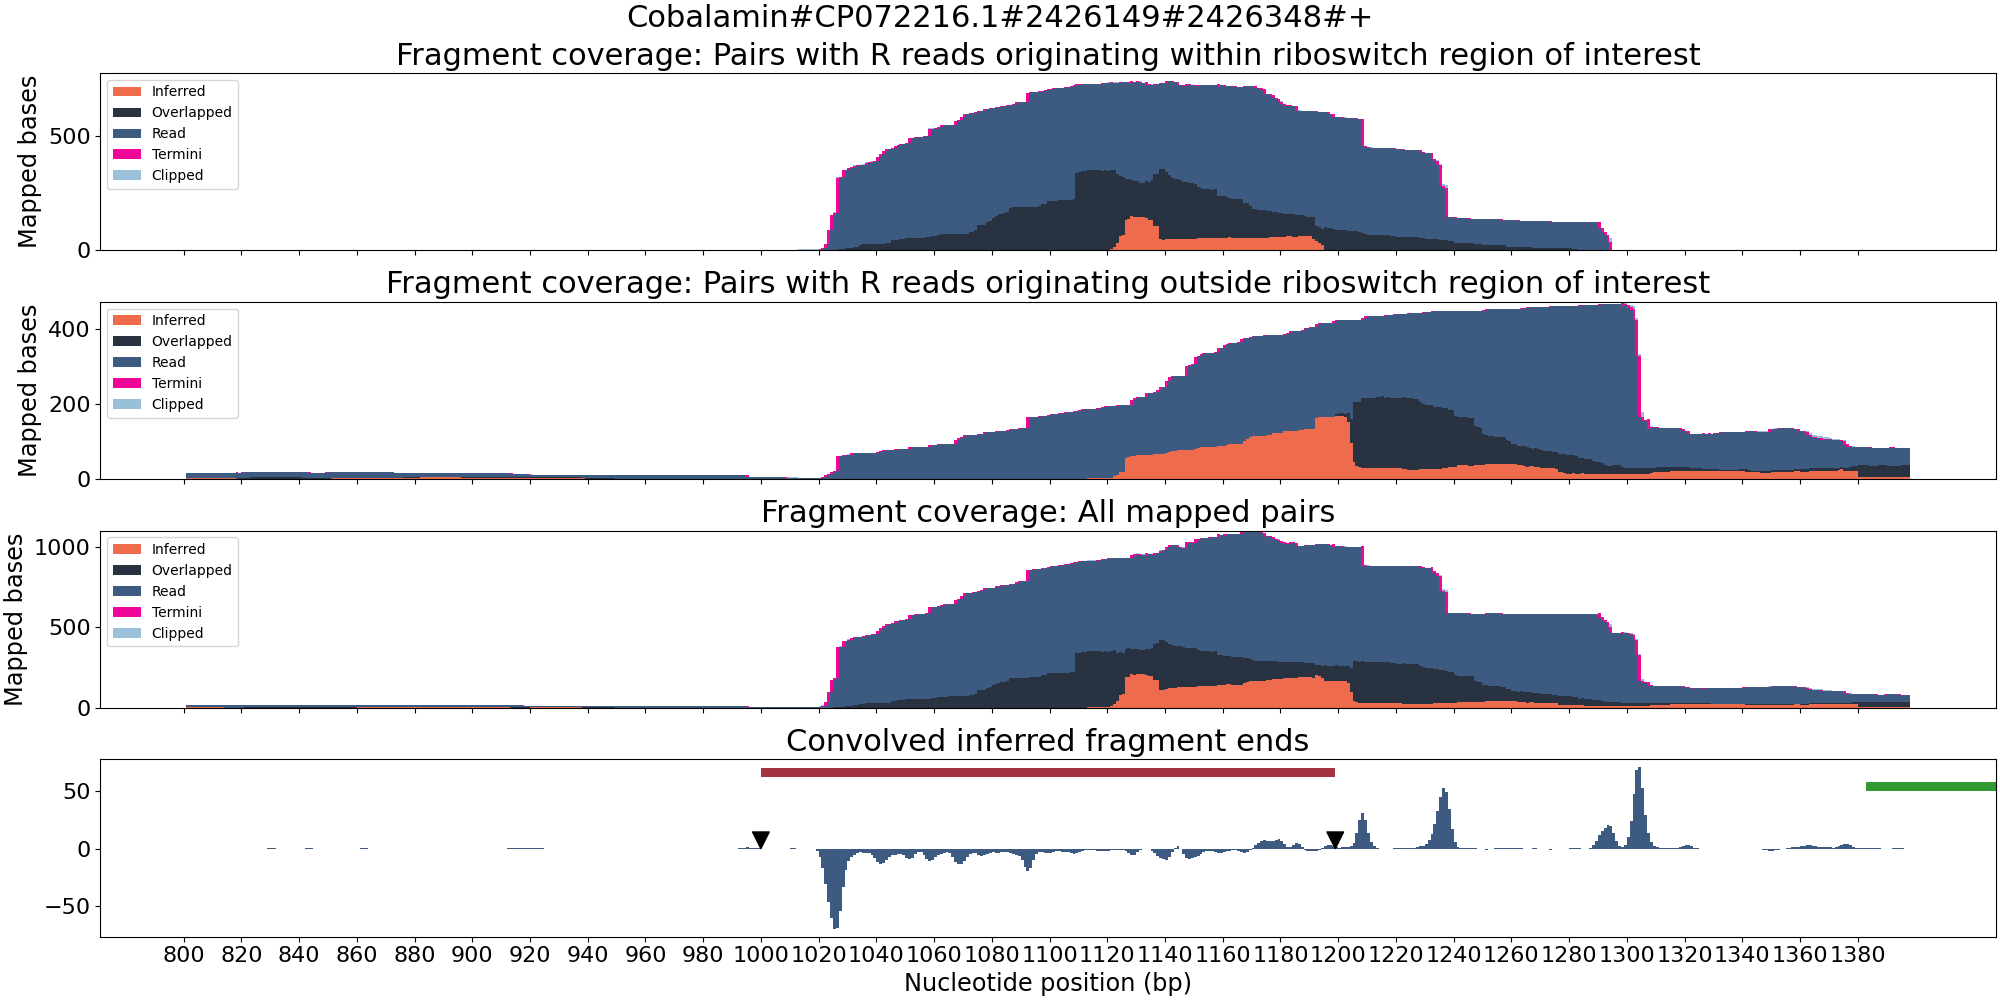 Cobalamin#CP072216.1#2426149#2426348#+
Fragment coverage: Pairs with R reads originating within riboswitch region of interest
Mapped bases
500
0
Inferred
Overlapped
Read
Termini
Clipped
Fragment coverage: Pairs with R reads originating outside riboswitch region of interest
Mapped bases
400
200
0
Inferred
Overlapped
Read
Termini
Clipped
Fragment coverage: All mapped pairs
Mapped bases
1000
500
0
Inferred
Overlapped
Read
Termini
Clipped
Convolved inferred fragment ends
50
0
−50
800 820 840 860 880 900 920 940 960 980 1000 1020 1040 1060 1080 1100 1120 1140 1160 1180 1200 1220 1240 1260 1280 1300 1320 1340 1360 1380
Nucleotide position (bp)